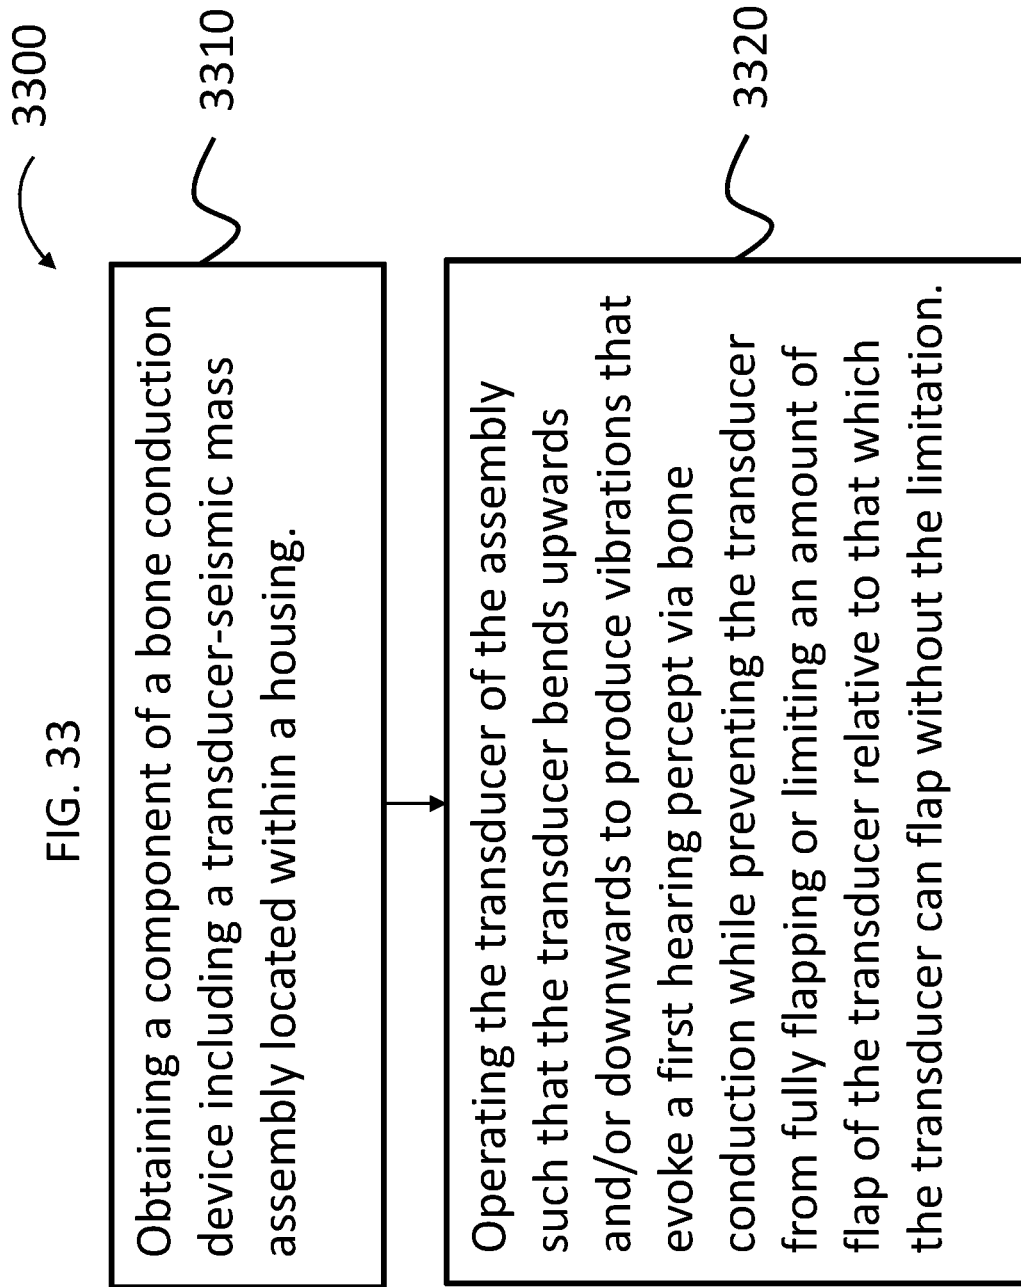 FIG. 33
3300
Obtaining a component of a bone conduction
device including a transducer-seismic mass
assembly located within a housing.
3310
Operating the transducer of the assembly
such that the transducer bends upwards
and/or downwards to produce vibrations that
evoke a first hearing percept via bone
conduction while preventing the transducer
from fully flapping or limiting an amount of
flap of the transducer relative to that which
the transducer can flap without the limitation.
3320